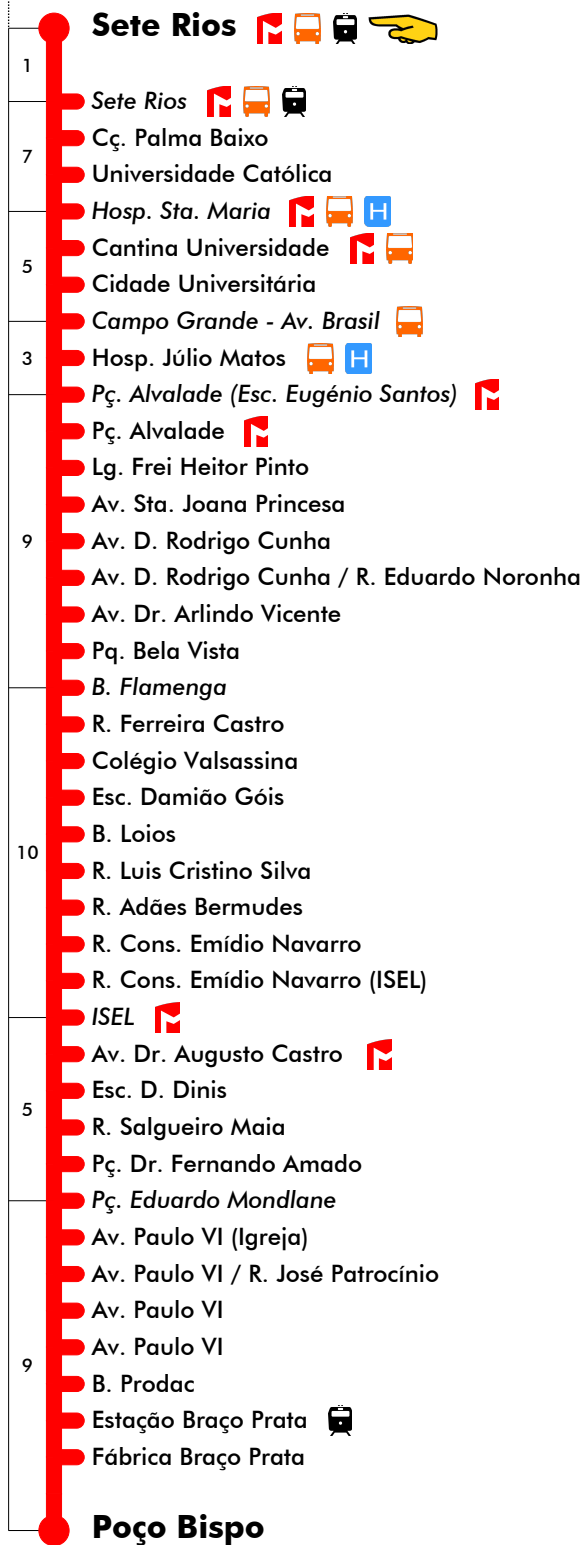 Sete Rios
1
Sete Rios
Cç. Palma Baixo
7
Universidade Católica
Hosp. Sta. Maria H
Cantina Universidade
5
Cidade Universitária
Campo Grande - Av. Brasil
3 Hosp. Júlio Matos H
Pç. Alvalade (Esc. Eugénio Santos)
Pç. Alvalade
Lg. Frei Heitor Pinto
Av. Sta. Joana Princesa
9 Av. D. Rodrigo Cunha
Av. D. Rodrigo Cunha / R. Eduardo Noronha
Av. Dr. Arlindo Vicente
Pq. Bela Vista
B. Flamenga
R. Ferreira Castro
Colégio Valsassina
Esc. Damião Góis
B. Loios
10
R. Luis Cristino Silva
R. Adães Bermudes
R. Cons. Emídio Navarro
R. Cons. Emídio Navarro (ISEL)
ISEL
Av. Dr. Augusto Castro
Esc. D. Dinis
5
R. Salgueiro Maia
Pç. Dr. Fernando Amado
Pç. Eduardo Mondlane
Av. Paulo VI (Igreja)
Av. Paulo VI / R. José Patrocínio
Av. Paulo VI
Av. Paulo VI
9
B. Prodac
Estação Braço Prata
Fábrica Braço Prata
Poço Bispo